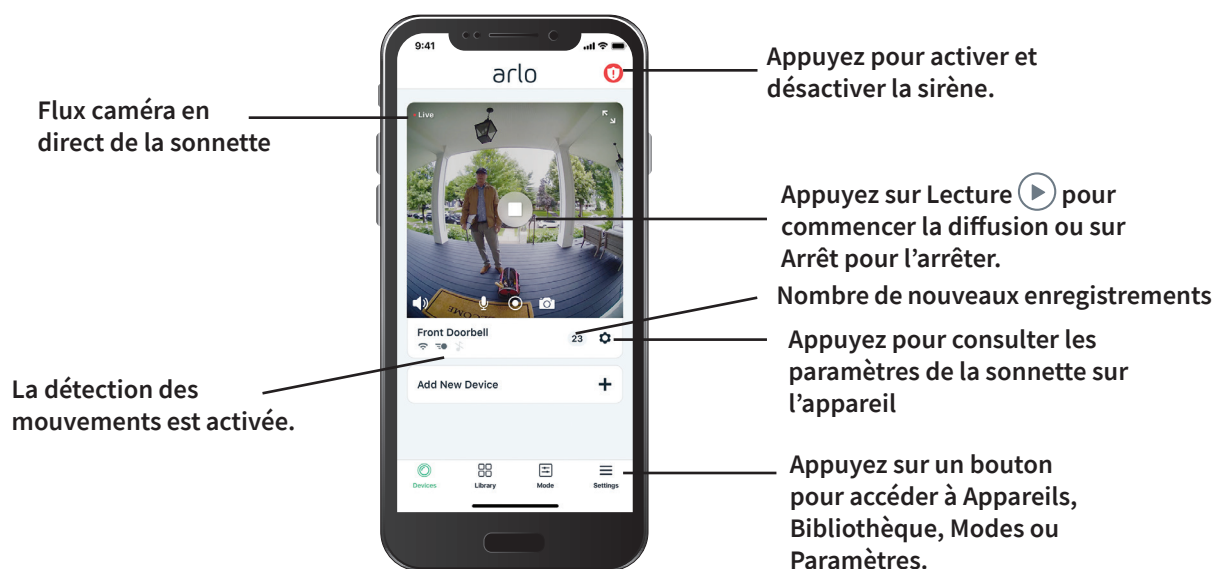 9:41
arlo
Live
WELCOME
Front Doorbell
23
Add New Device
Devices
Library
Mode
Settings
Flux caméra en
direct de la sonnette
La détection des
mouvements est activée.
Appuyez pour activer et
désactiver la sirène.
Appuyez sur Lecture pour
commencer la diffusion ou sur
Arrêt pour l’arrêter.
Nombre de nouveaux enregistrements
Appuyez pour consulter les
paramètres de la sonnette sur
l’appareil
Appuyez sur un bouton
pour accéder à Appareils,
Bibliothèque, Modes ou
Paramètres.